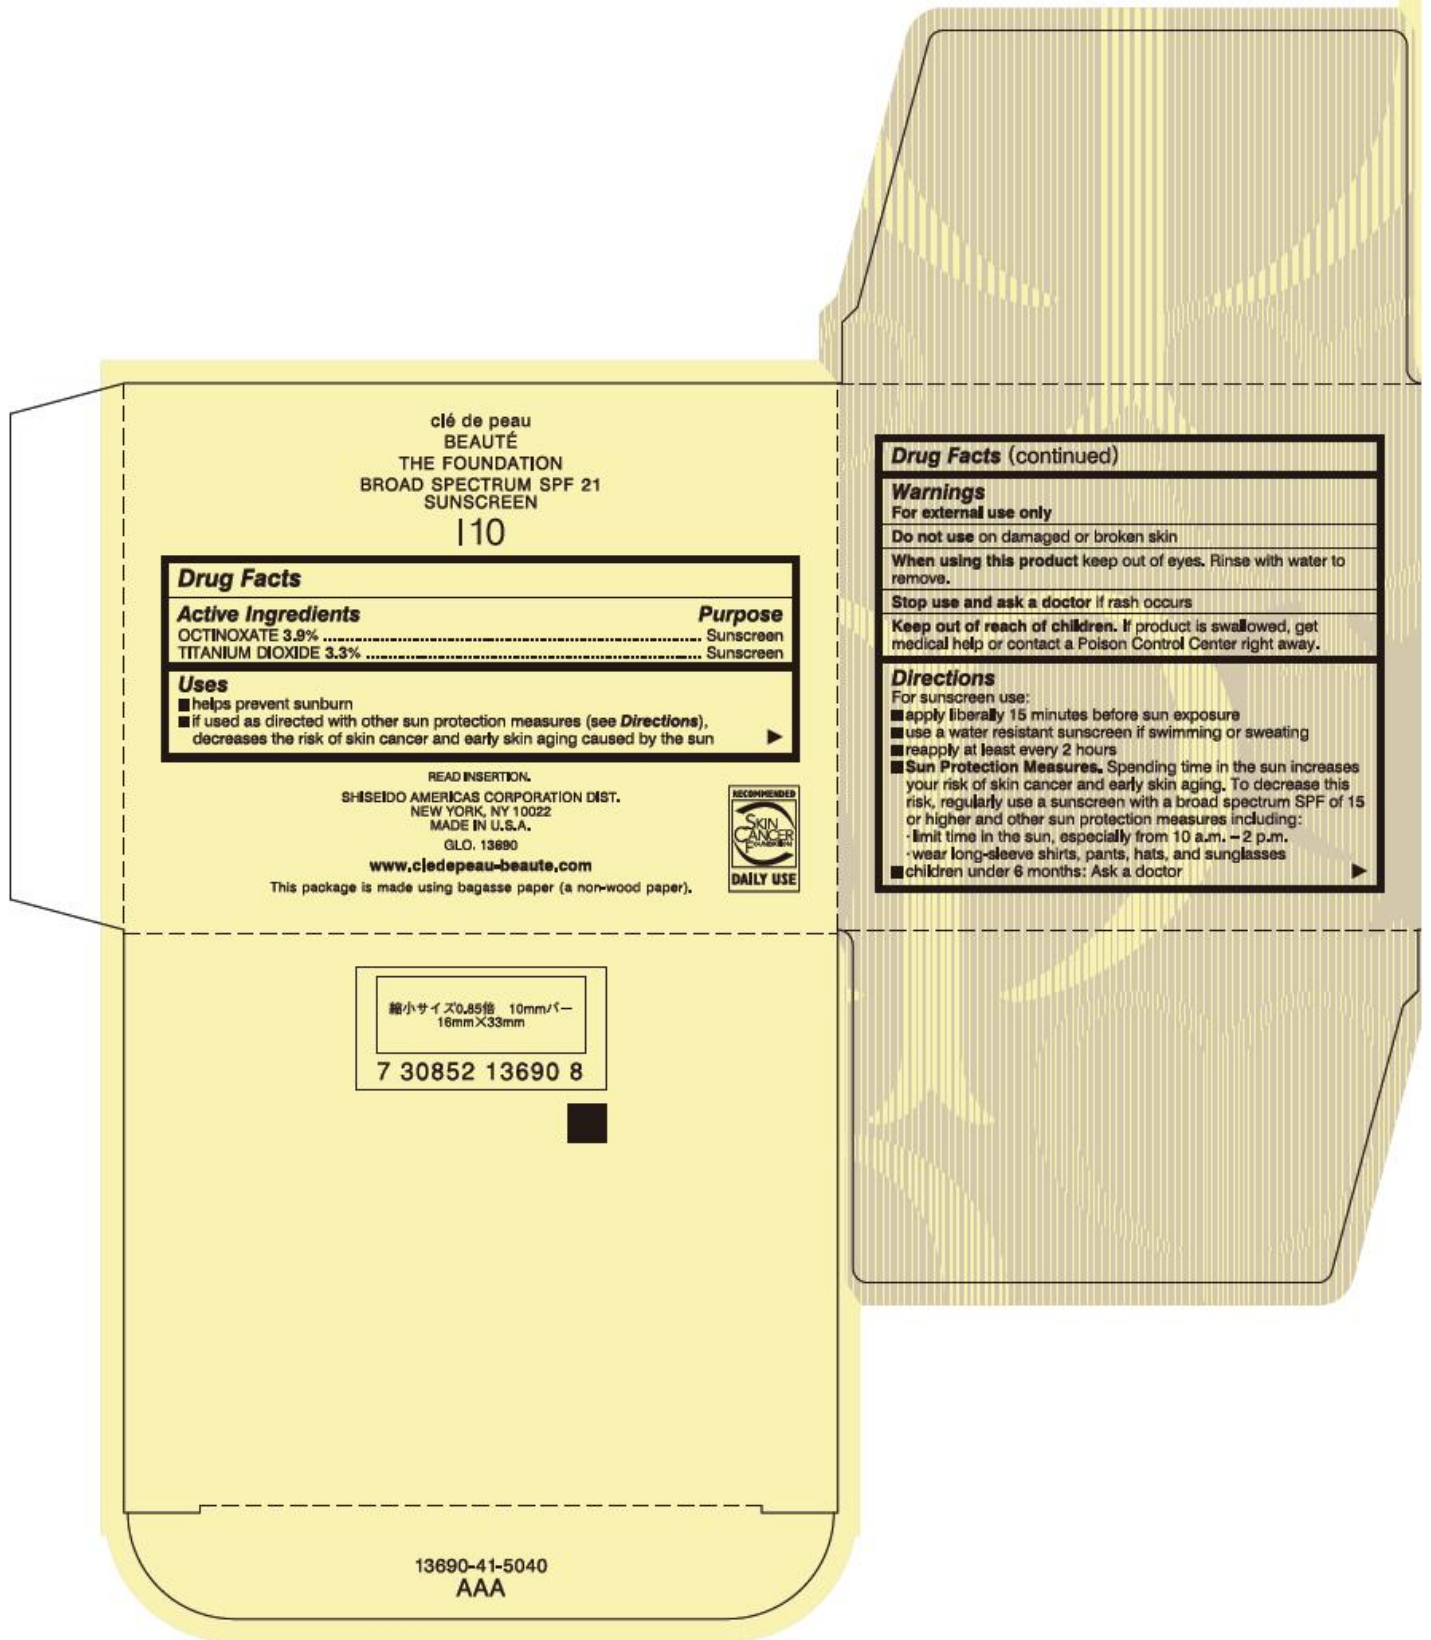 clé de peau
BEAUTÉ
THE FOUNDATION
BROAD SPECTRUM SPF 21
SUNSCREEN
I 10
Drug Facts
Active Ingredients Purpose
OCTINOXATE 3.9% ........ Sunscreen
TITANIUM DIOXIDE 3.3% ........ Sunscreen
Uses
■ helps prevent sunburn
■ if used as directed with other sun protection measures (see Directions),
decreases the risk of skin cancer and early skin aging caused by the sun ▶
READ INSERTION.
SHISEIDO AMERICAS CORPORATION DIST.
NEW YORK, NY 10022
MADE IN U.S.A.
GLO. 13690
www.cledepeau-beaute.com
This package is made using bagasse paper (a non-wood paper).
RECOMMENDED
SKIN
CANCER
FOUNDATION
DAILY USE
縮小サイズ0.85倍 10mmバー
16mm×33mm
7 30852 13690 8
13690-41-5040
AAA
Drug Facts (continued)
Warnings
For external use only
Do not use on damaged or broken skin
When using this product keep out of eyes. Rinse with water to
remove.
Stop use and ask a doctor if rash occurs
Keep out of reach of children. If product is swallowed, get
medical help or contact a Poison Control Center right away.
Directions
For sunscreen use:
■ apply liberally 15 minutes before sun exposure
■ use a water resistant sunscreen if swimming or sweating
■ reapply at least every 2 hours
■ Sun Protection Measures. Spending time in the sun increases
your risk of skin cancer and early skin aging. To decrease this
risk, regularly use a sunscreen with a broad spectrum SPF of 15
or higher and other sun protection measures including:
· limit time in the sun, especially from 10 a.m. – 2 p.m.
· wear long-sleeve shirts, pants, hats, and sunglasses
■ children under 6 months: Ask a doctor ▶